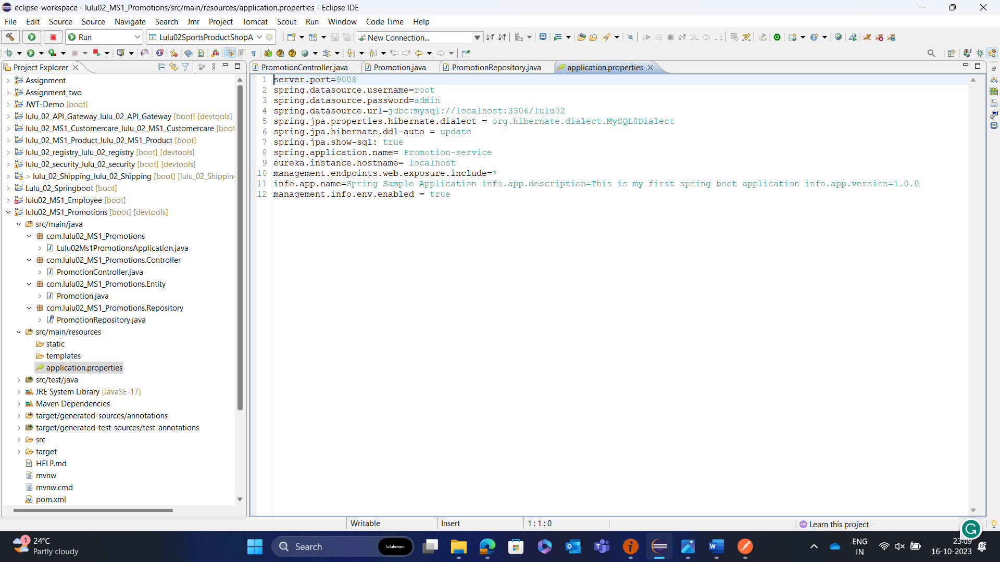 eclipse-workspace - lulu02_MS1_Promotions/src/main/resources/application.properties - Eclipse IDE
File Edit Source Source Navigate Search Jmr Project Tomcat Scout Run Window Code Time Help
Run
Lulu02SportsProductShopA
New Connection...
Project Explorer
Assignment
Assignment_two
JWT-Demo [boot]
lulu_02_API_Gateway_lulu_02_API_Gateway [boot] [devtools]
lulu_02_MS1_Customercare_lulu_02_MS1_Customercare [boot
lulu_02_MS1_Product_lulu_02_MS1_Product [boot]
lulu_02_registry_lulu_02_registry [boot] [devtools]
lulu_02_security_lulu_02_security [boot] [devtools]
> lulu_02_Shipping_lulu_02_Shipping [boot] [lulu_02_Shipping
Lulu_02_Springboot [boot]
lulu02_MS1_Employee [boot]
lulu02_MS1_Promotions [boot] [devtools]
src/main/java
com.lulu02_MS1_Promotions
Lulu02Ms1PromotionsApplication.java
com.lulu02_MS1_Promotions.Controller
PromotionController.java
com.lulu02_MS1_Promotions.Entity
Promotion.java
com.lulu02_MS1_Promotions.Repository
PromotionRepository.java
src/main/resources
static
templates
application.properties
src/test/java
JRE System Library [JavaSE-17]
Maven Dependencies
target/generated-sources/annotations
target/generated-test-sources/test-annotations
src
target
HELP.md
mvnw
mvnw.cmd
pom.xml
PromotionController.java Promotion.java PromotionRepository.java application.properties
1 server.port=9008
2 spring.datasource.username=root
3 spring.datasource.password=admin
4 spring.datasource.url=jdbc:mysql://localhost:3306/lulu02
5 spring.jpa.properties.hibernate.dialect = org.hibernate.dialect.MySQL8Dialect
6 spring.jpa.hibernate.ddl-auto = update
7 spring.jpa.show-sql: true
8 spring.application.name= Promotion-service
9 eureka.instance.hostname= localhost
10 management.endpoints.web.exposure.include=*
11 info.app.name=Spring Sample Application info.app.description=This is my first spring boot application info.app.version=1.0.0
12 management.info.env.enabled = true
Writable Insert 1 : 1 : 0 Learn this project
1
24°C
Partly cloudy
Search
lululemon
ENG
IN
23:09
16-10-2023